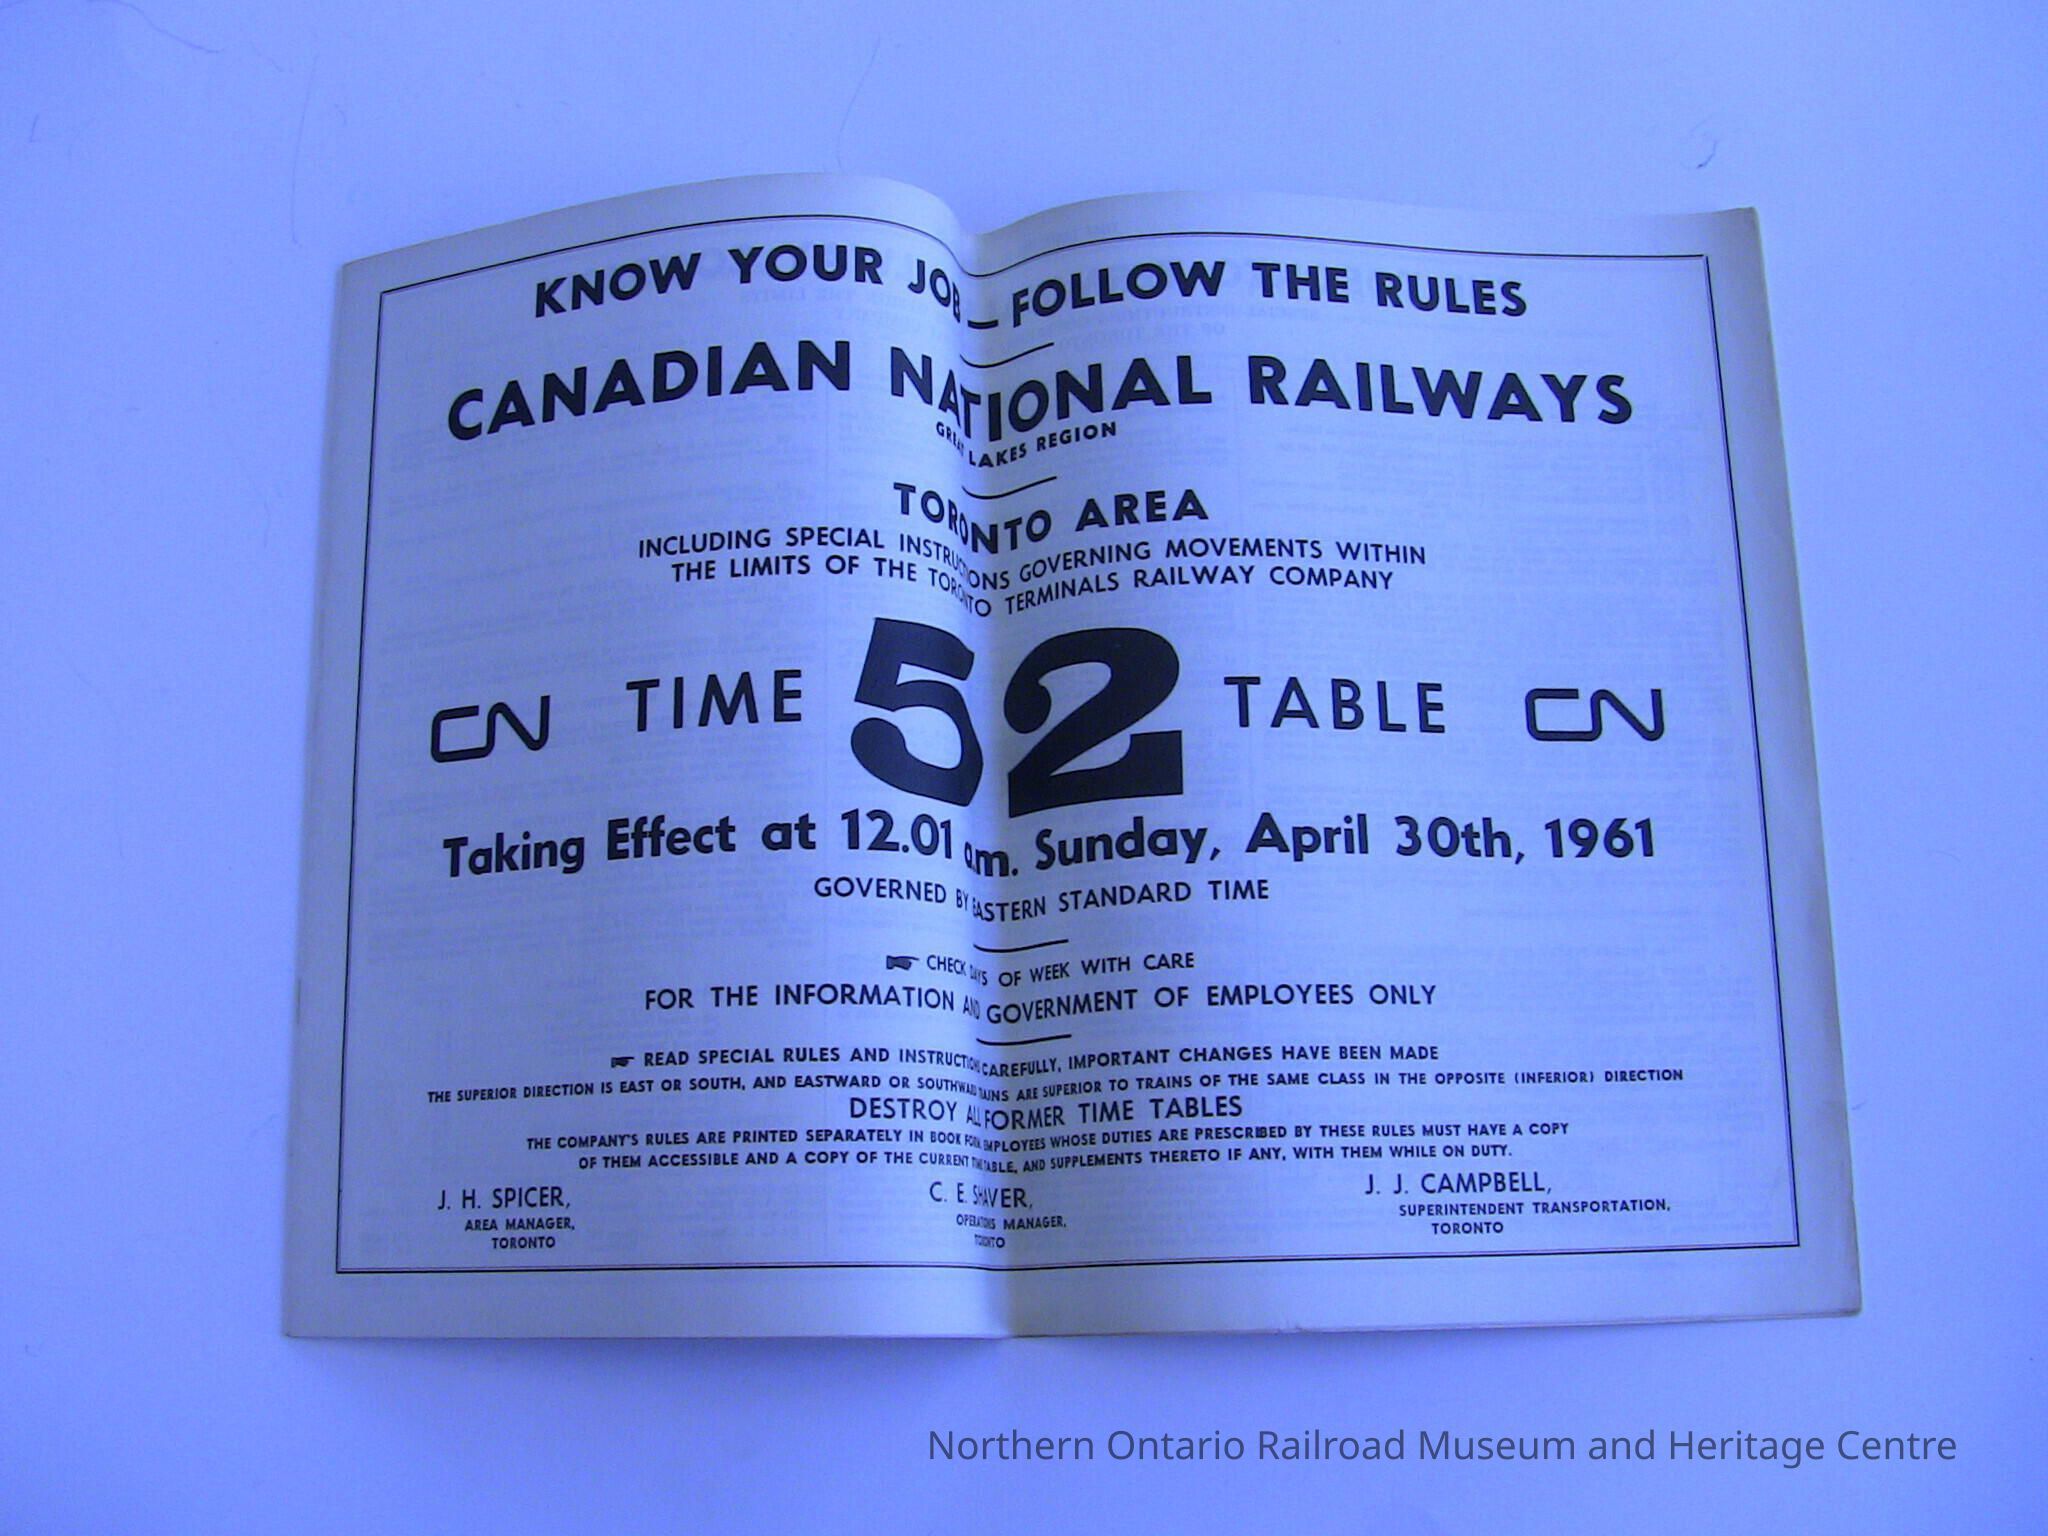 KNOW YOUR JOB — FOLLOW THE RULES
CANADIAN NATIONAL RAILWAYS
GREAT LAKES REGION
TORONTO AREA
INCLUDING SPECIAL INSTRUCTIONS GOVERNING MOVEMENTS WITHIN
THE LIMITS OF THE TORONTO TERMINALS RAILWAY COMPANY
CN TIME 52 TABLE CN
Taking Effect at 12.01 a.m. Sunday, April 30th, 1961
GOVERNED BY EASTERN STANDARD TIME
CHECK DAYS OF WEEK WITH CARE
FOR THE INFORMATION AND GOVERNMENT OF EMPLOYEES ONLY
READ SPECIAL RULES AND INSTRUCTIONS CAREFULLY, IMPORTANT CHANGES HAVE BEEN MADE
THE SUPERIOR DIRECTION IS EAST OR SOUTH, AND EASTWARD OR SOUTHWARD TRAINS ARE SUPERIOR TO TRAINS OF THE SAME CLASS IN THE OPPOSITE (INFERIOR) DIRECTION
DESTROY ALL FORMER TIME TABLES
THE COMPANY'S RULES ARE PRINTED SEPARATELY IN BOOK FORM. EMPLOYEES WHOSE DUTIES ARE PRESCRIBED BY THESE RULES MUST HAVE A COPY
OF THEM ACCESSIBLE AND A COPY OF THE CURRENT TIME TABLE, AND SUPPLEMENTS THERETO IF ANY, WITH THEM WHILE ON DUTY.
J. H. SPICER,
AREA MANAGER,
TORONTO
C. E. SHAVER,
OPERATIONS MANAGER,
TORONTO
J. J. CAMPBELL,
SUPERINTENDENT TRANSPORTATION,
TORONTO
Northern Ontario Railroad Museum and Heritage Centre